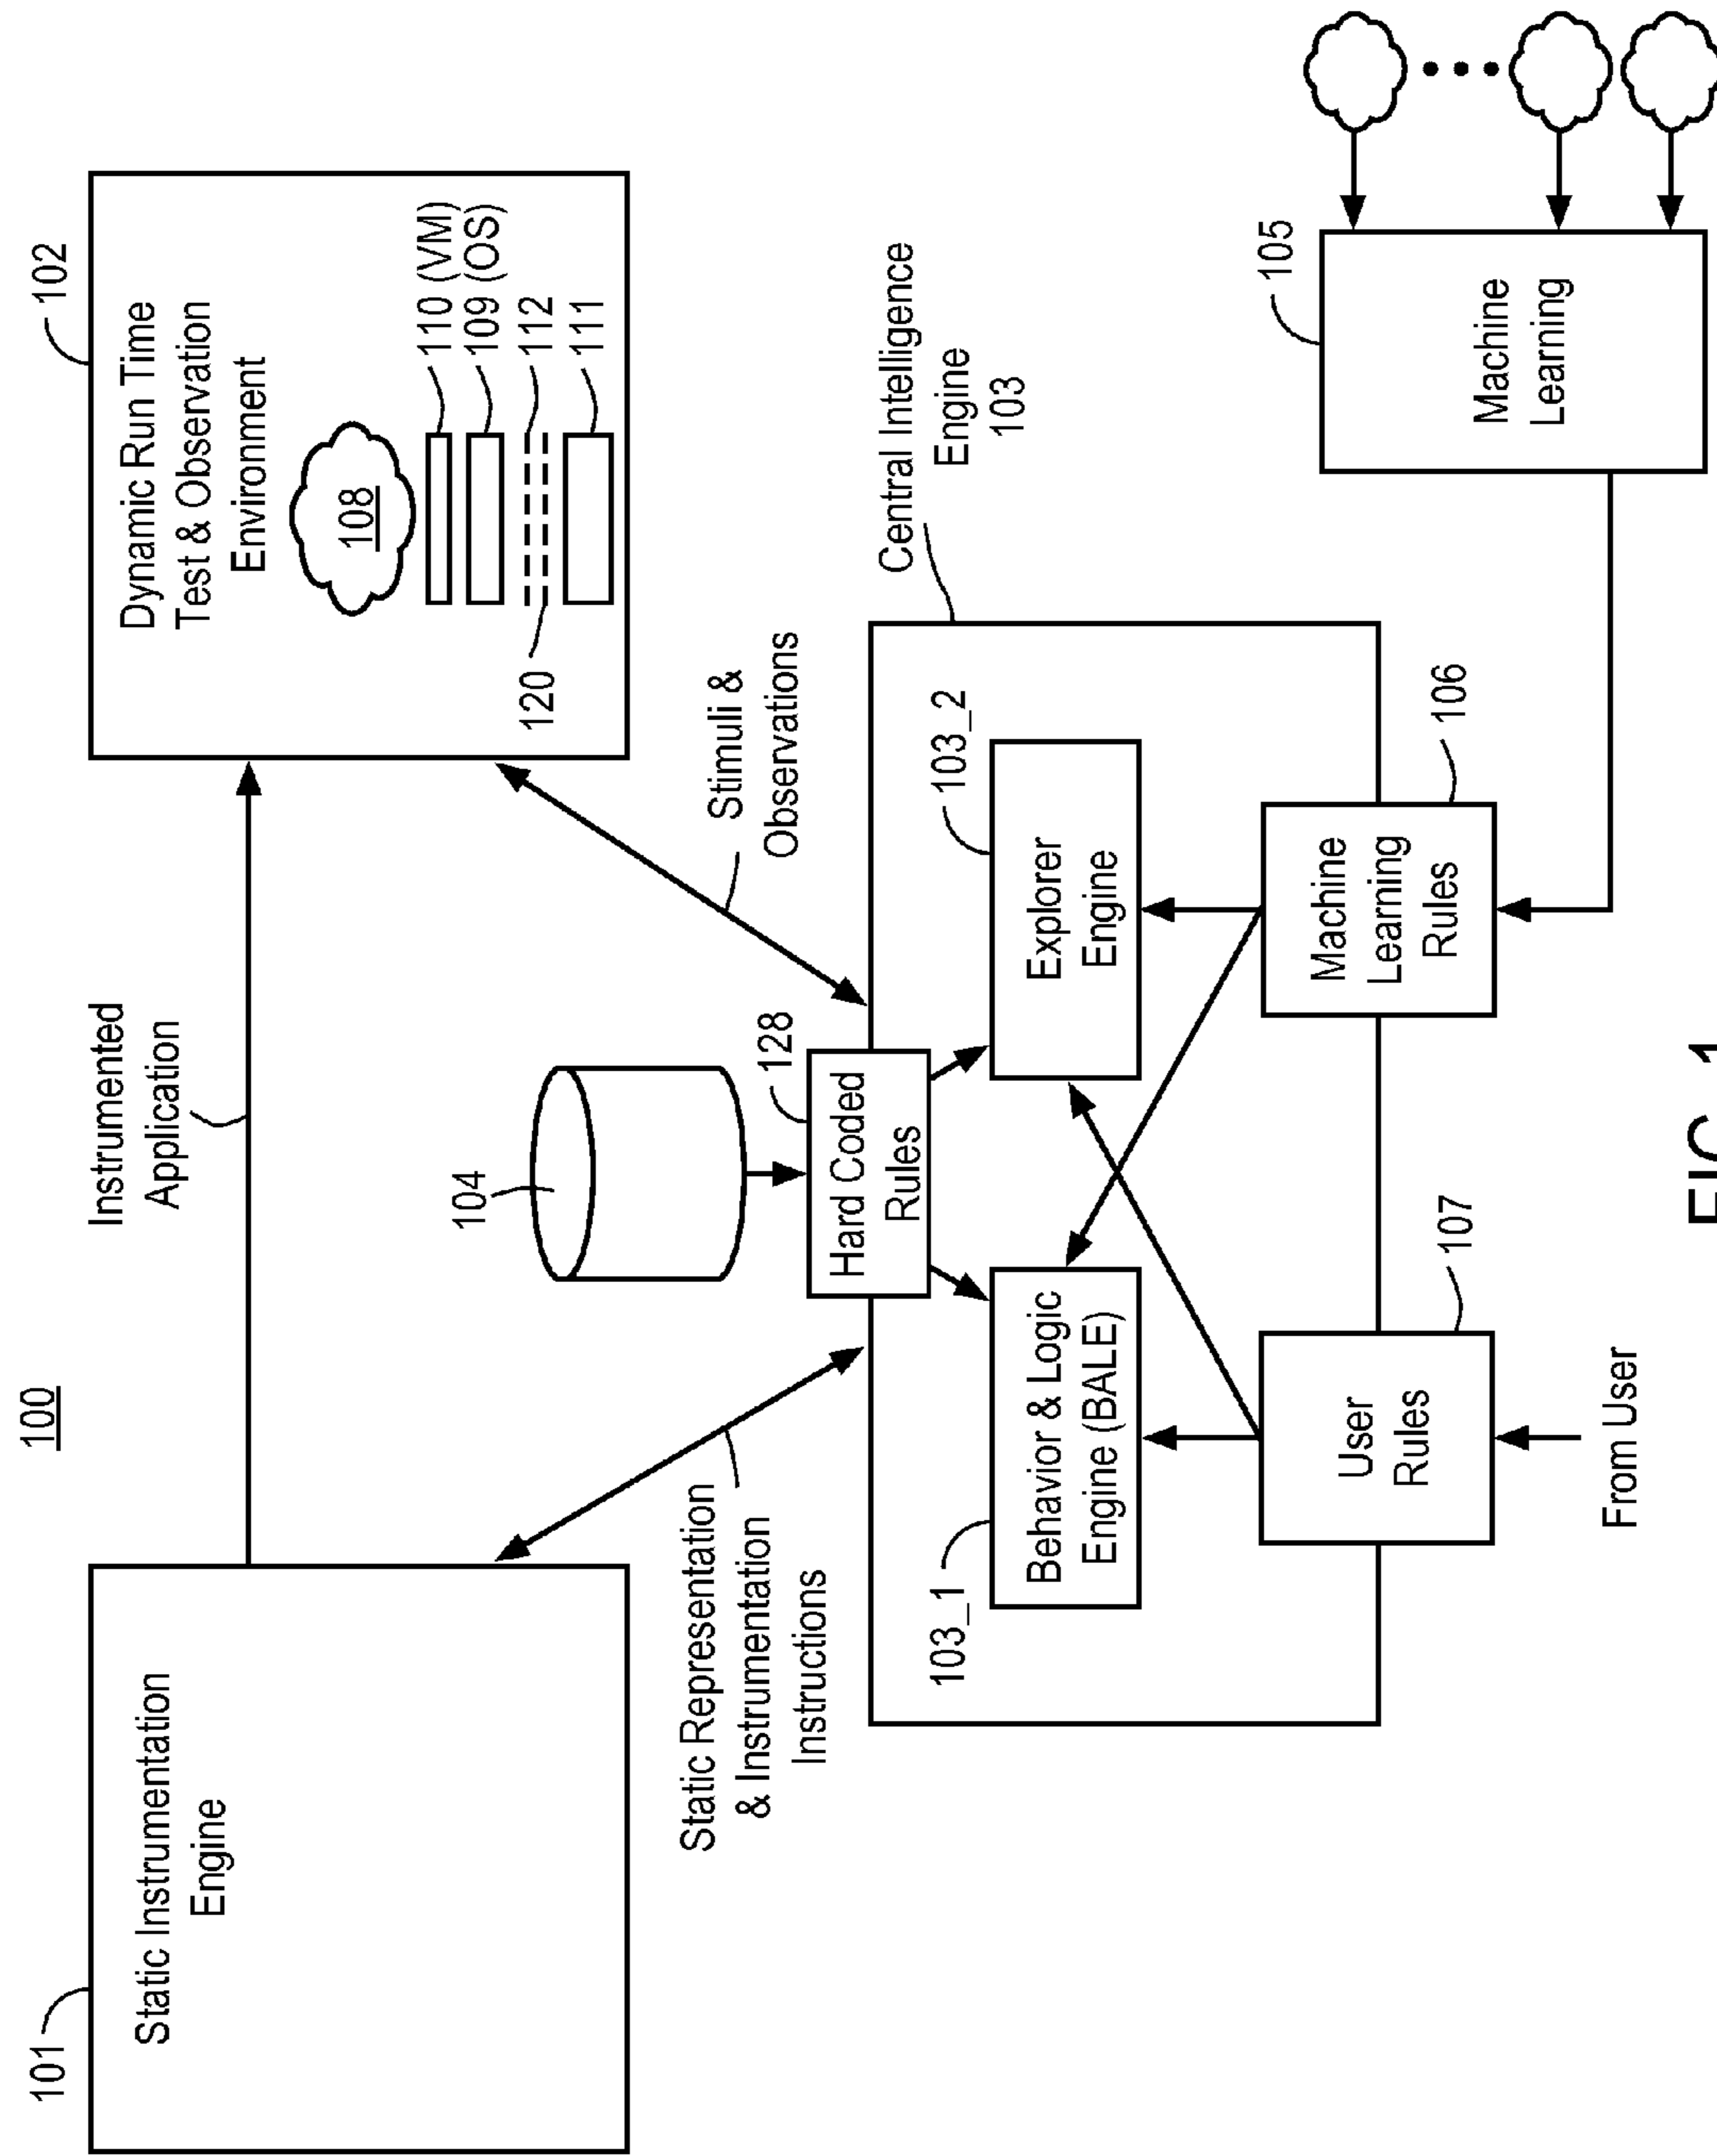 100
101
Static Instrumentation
Engine
Instrumented
Application
102
Dynamic Run Time
Test & Observation
Environment
108
110 (VM)
109 (OS)
112
111
120
Static Representation
& Instrumentation
Instructions
104
Stimuli &
Observations
Hard Coded
Rules
128
Central Intelligence
Engine
103
103_1
Behavior & Logic
Engine (BALE)
103_2
Explorer
Engine
User
Rules
107
From User
Machine
Learning
Rules
106
Machine
Learning
105
FIG. 1